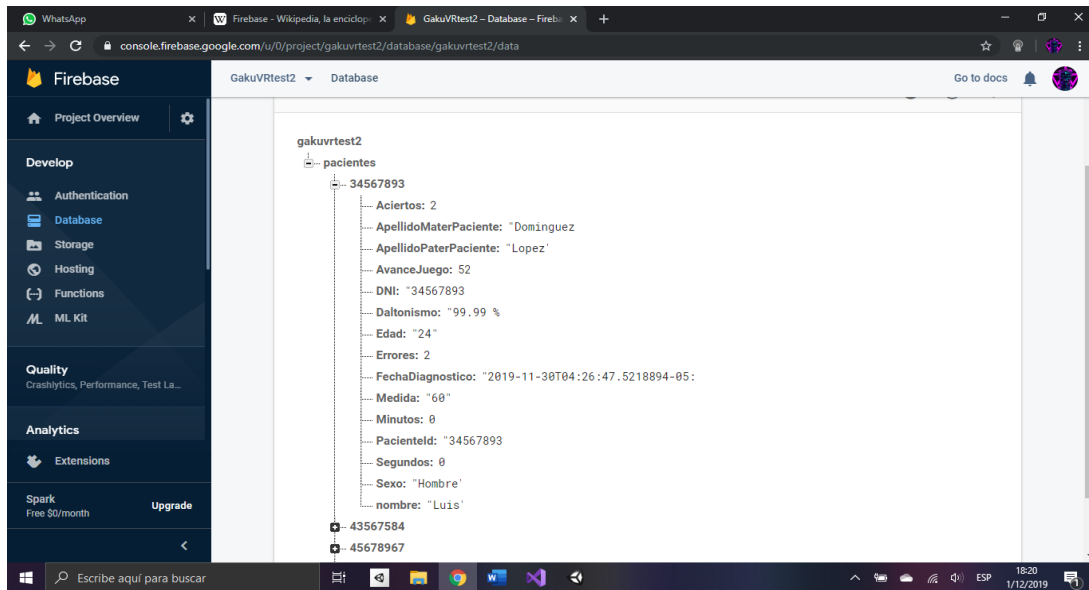 WhatsApp
Firebase - Wikipedia, la enciclop
GakuVRtest2 – Database – Fireba
console.firebase.google.com/u/0/project/gakuvrtest2/database/gakuvrtest2/data
Firebase
GakuVRtest2
Database
Go to docs
Project Overview
Develop
Authentication
Database
Storage
Hosting
Functions
ML Kit
Quality
Crashlytics, Performance, Test La...
Analytics
Extensions
Spark
Free $0/month
Upgrade
gakuvrtest2
pacientes
34567893
Aciertos: 2
ApellidoMaterPaciente: "Dominguez
ApellidoPaterPaciente: "Lopez'
AvanceJuego: 52
DNI: "34567893
Daltonismo: "99.99 %
Edad: "24"
Errores: 2
FechaDiagnostico: "2019-11-30T04:26:47.5218894-05:
Medida: "60"
Minutos: 0
PacienteId: "34567893
Segundos: 0
Sexo: "Hombre'
nombre: "Luis'
43567584
45678967
Escribe aquí para buscar
ESP
18:20
1/12/2019